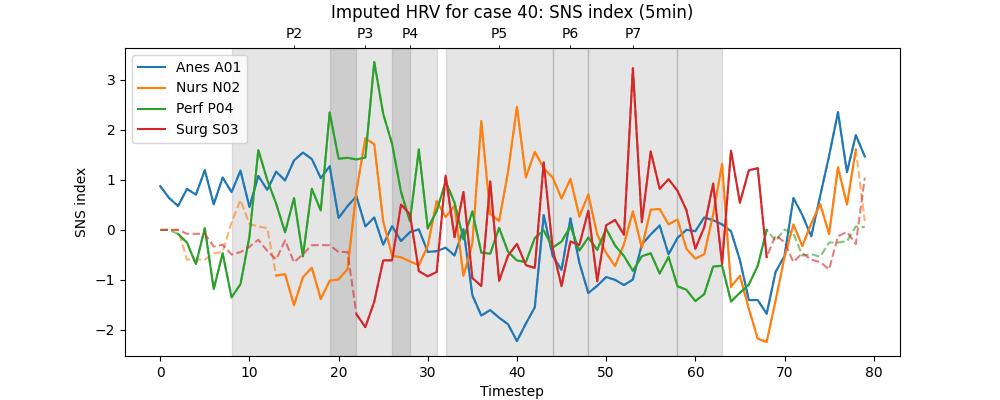 Imputed HRV for case 40: SNS index (5min)
P2 P3 P4 P5 P6 P7
Anes A01
Nurs N02
Perf P04
Surg S03
SNS index
3
2
1
0
−1
−2
0 10 20 30 40 50 60 70 80
Timestep